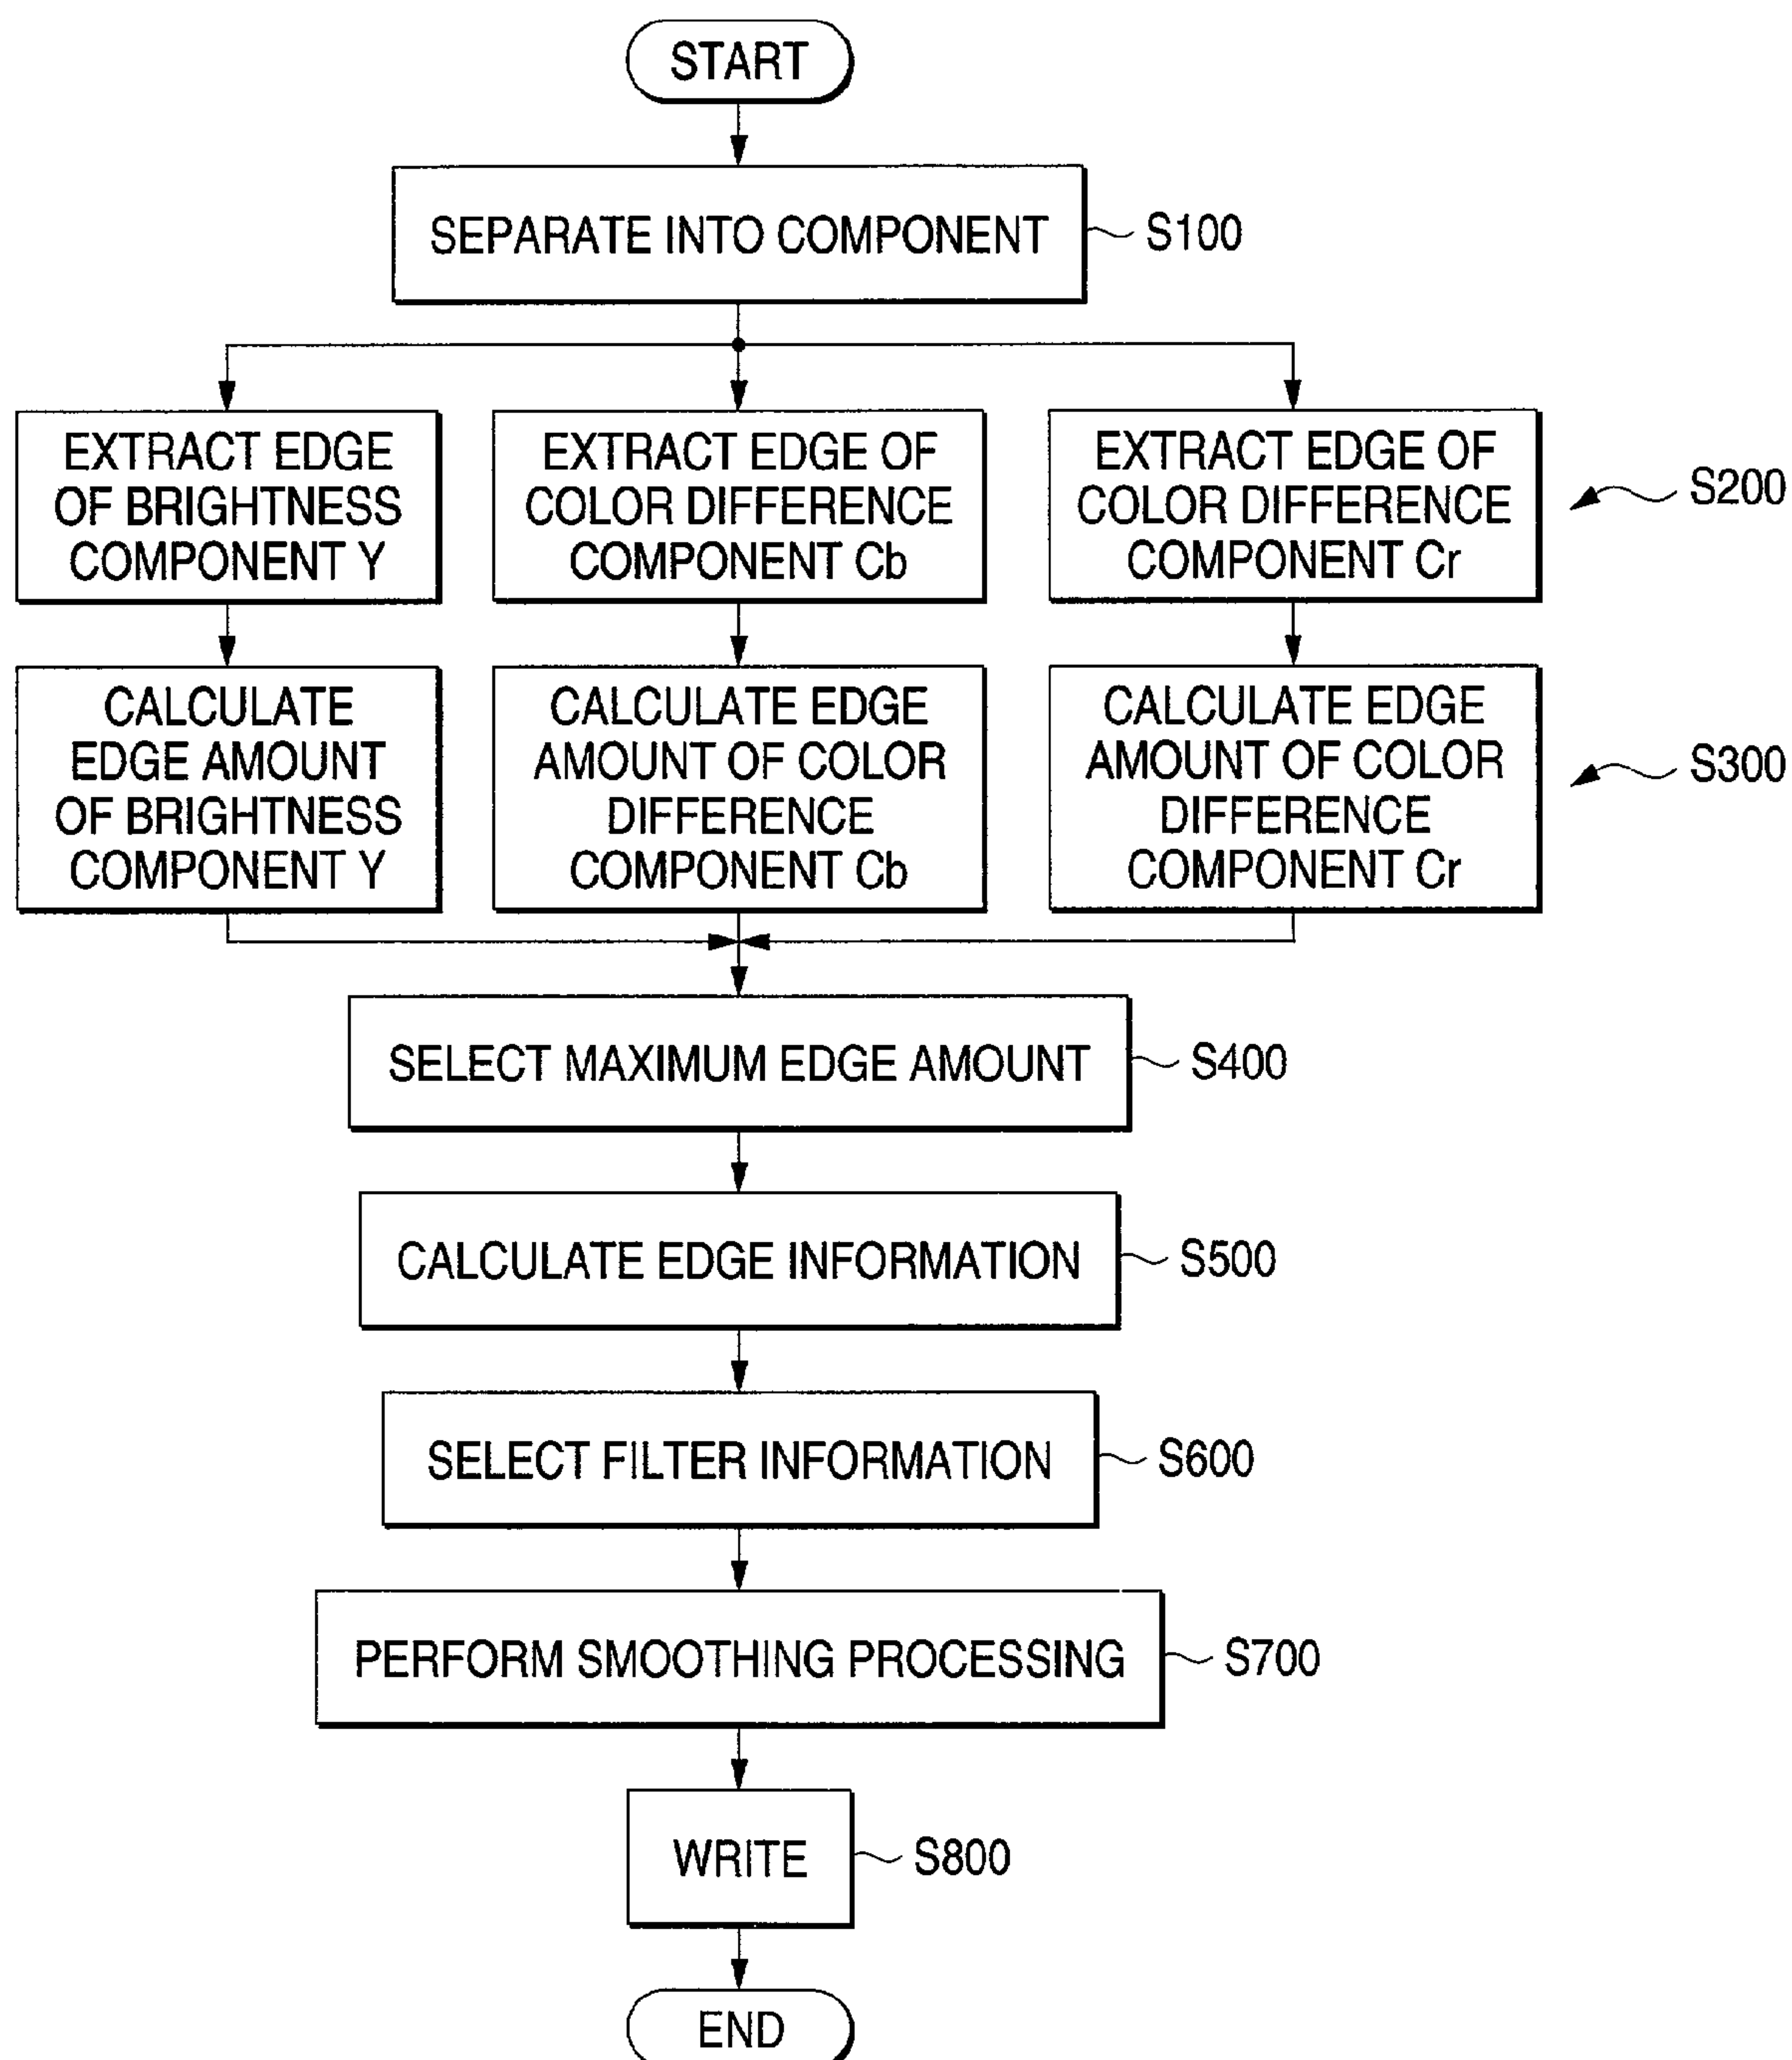 START
SEPARATE INTO COMPONENT
S100
EXTRACT EDGE
OF BRIGHTNESS
COMPONENT Y
EXTRACT EDGE OF
COLOR DIFFERENCE
COMPONENT Cb
EXTRACT EDGE OF
COLOR DIFFERENCE
COMPONENT Cr
S200
CALCULATE
EDGE AMOUNT
OF BRIGHTNESS
COMPONENT Y
CALCULATE EDGE
AMOUNT OF COLOR
DIFFERENCE
COMPONENT Cb
CALCULATE EDGE
AMOUNT OF COLOR
DIFFERENCE
COMPONENT Cr
S300
SELECT MAXIMUM EDGE AMOUNT
S400
CALCULATE EDGE INFORMATION
S500
SELECT FILTER INFORMATION
S600
PERFORM SMOOTHING PROCESSING
S700
WRITE
S800
END